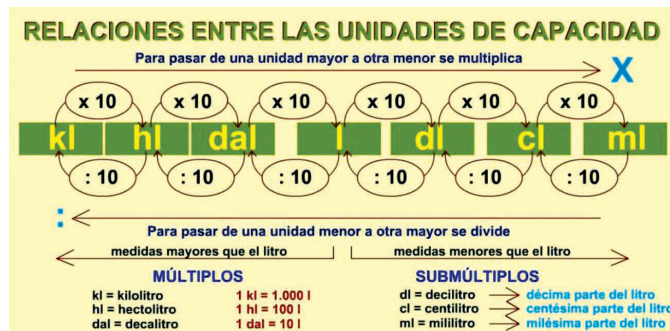 RELACIONES ENTRE LAS UNIDADES DE CAPACIDAD
Para pasar de una unidad mayor a otra menor se multiplica
X
x 10 x 10 x 10 x 10 x 10 x 10
kl hl dal l dl cl ml
: 10 : 10 : 10 : 10 : 10 : 10
:
Para pasar de una unidad menor a otra mayor se divide
medidas mayores que el litro medidas menores que el litro
MÚLTIPLOS SUBMÚLTIPLOS
kl = kilolitro 1 kl = 1.000 l dl = decilitro décima parte del litro
hl = hectolitro 1 hl = 100 l cl = centilitro centésima parte del litro
dal = decalitro 1 dal = 10 l ml = mililitro milésima parte del litro